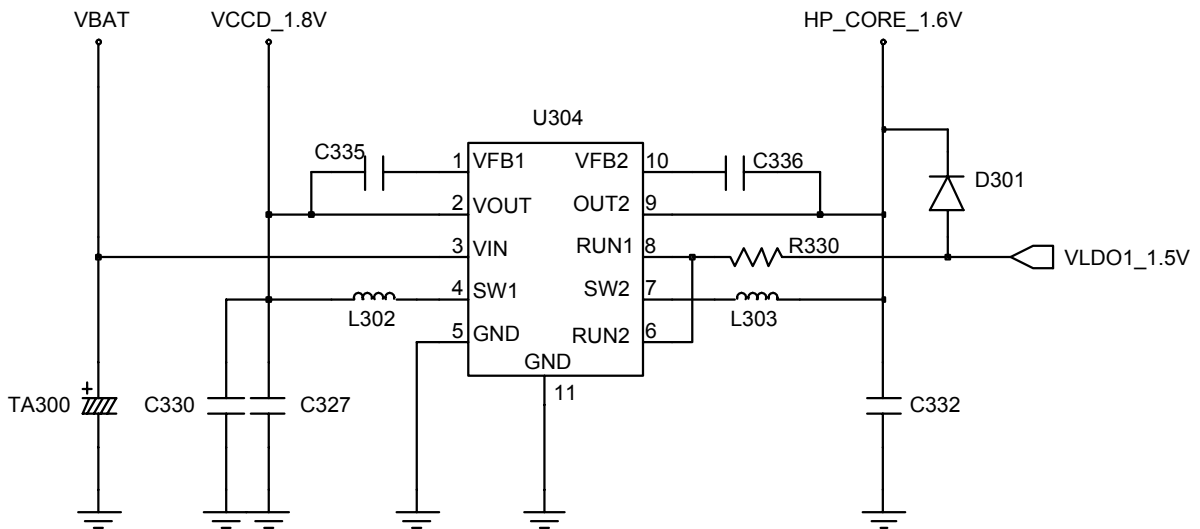 VBAT
VCCD_1.8V
HP_CORE_1.6V
U304
C335
1
VFB1
VFB2
10
C336
D301
2
VOUT
OUT2
9
3
VIN
RUN1
8
R330
VLDO1_1.5V
4
SW1
SW2
7
L302
L303
5
GND
RUN2
6
GND
11
+
TA300
C330
C327
C332